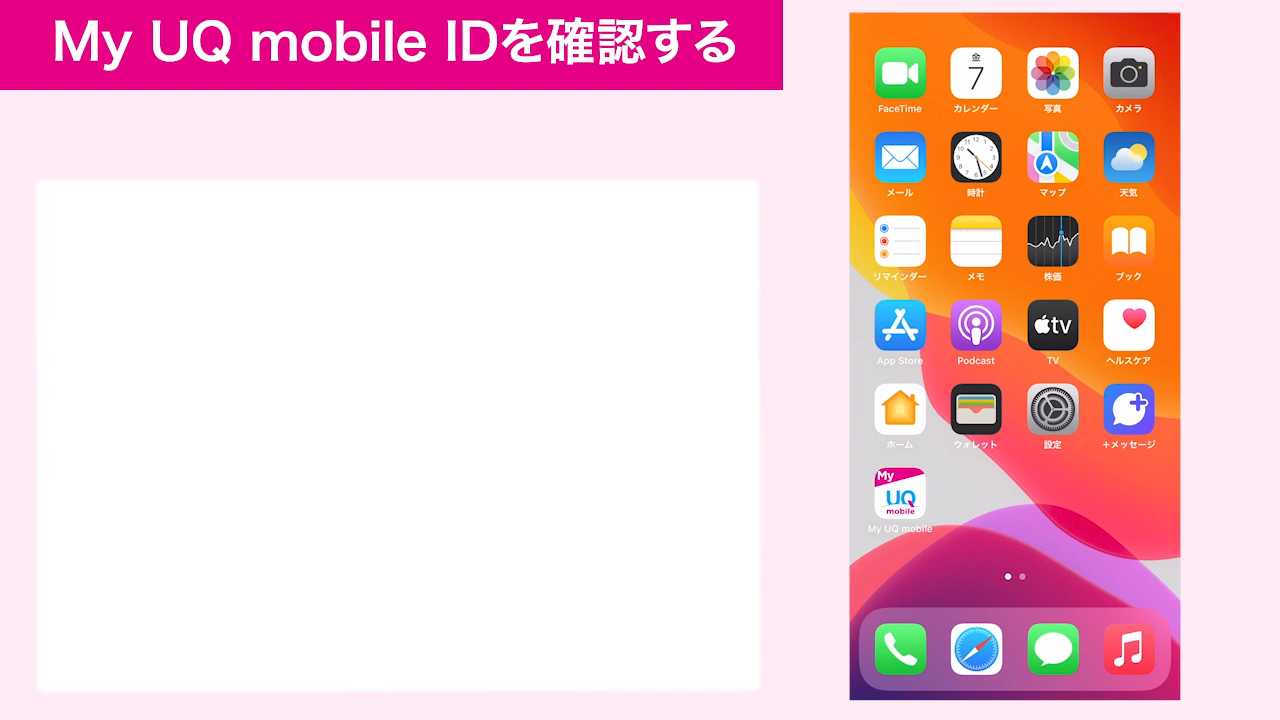 My UQ mobile IDを確認する
金
7
FaceTime カレンダー 写真 カメラ
メール 時計 マップ 天気
リマインダー メモ 株価 ブック
tv
App Store Podcast TV ヘルスケア
ホーム ウォレット 設定 +メッセージ
My
UQ
mobile
My UQ mobile